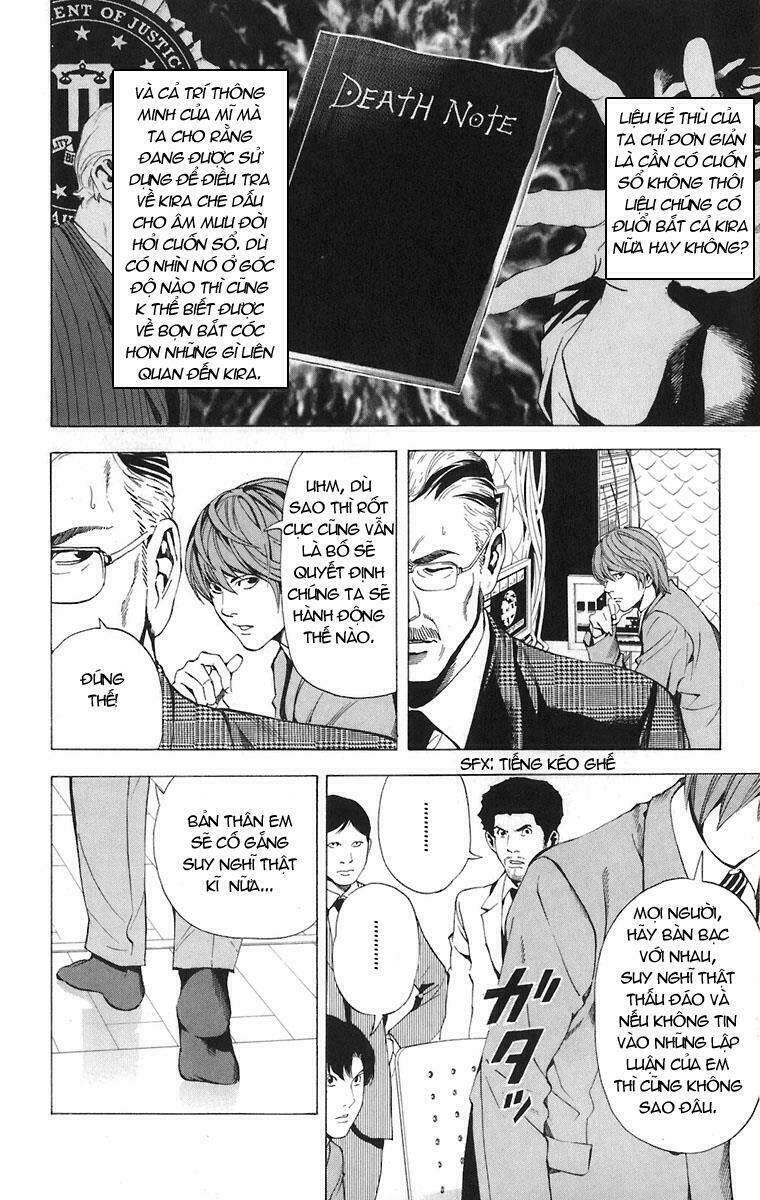 LIỆU KẺ THÙ CỦA
TA CHỈ ĐƠN GIẢN
LÀ CẦN CÓ CUỐN
SỔ KHÔNG THÔI
LIỆU CHÚNG CÓ
ĐUỔI BẮT CẢ KIRA
NỮA HAY KHÔNG?
DEATH NOTE
ENT OF JUSTIC
VÀ CẢ TRÍ THÔNG
MINH CỦA MĨ MÀ
TA CHO RẰNG
ĐANG ĐƯỢC SỬ
DỤNG ĐỂ ĐIỀU TRA
VỀ KIRA CHE DẤU
CHO ÂM MƯU ĐÒI
HỎI CUỐN SỔ, DÙ
CÓ NHÌN NÓ Ở GÓC
ĐỘ NÀO THÌ CŨNG
K THỂ BIẾT ĐƯỢC
VỀ BỌN BẮT CÓC
HƠN NHỮNG GÌ LIÊN
QUAN ĐẾN KIRA.
UHM, DÙ
SAO THÌ RỐT
CỤC CŨNG VẪN
LÀ BỐ SẼ
QUYẾT ĐỊNH
CHÚNG TA SẼ
HÀNH ĐỘNG
THẾ NÀO.
ĐÚNG
THẾ!
SFX: TIẾNG KÉO GHẾ
MỌI NGƯỜI,
HÃY BÀN BẠC
VỚI NHAU,
SUY NGHĨ THẬT
THẤU ĐÁO VÀ
NẾU KHÔNG TIN
VÀO NHỮNG LẬP
LUẬN CỦA EM
THÌ CŨNG KHÔNG
SAO ĐÂU.
ガタ
........
........
BẢN THÂN EM
SẼ CỐ GẮNG
SUY NGHĨ THẬT
KĨ NỮA...